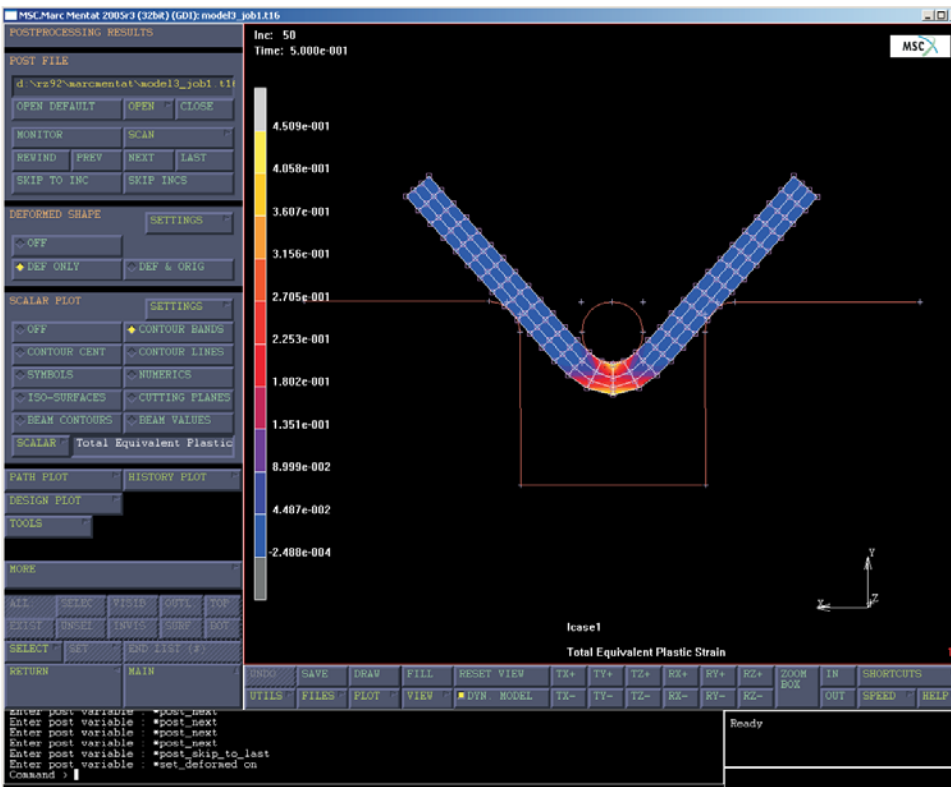 MSC.Marc Mentat 2005r3 (32bit) (GDI): model3_job1.t16
POSTPROCESSING RESULTS
POST FILE
d:\rz92\marcmentat\model3_job1.t16
OPEN DEFAULT OPEN CLOSE
MONITOR SCAN
REWIND PREV NEXT LAST
SKIP TO INC SKIP INCS
DEFORMED SHAPE SETTINGS
OFF
DEF ONLY DEF & ORIG
SCALAR PLOT SETTINGS
OFF CONTOUR BANDS
CONTOUR CENT CONTOUR LINES
SYMBOLS NUMERICS
ISO-SURFACES CUTTING PLANES
BEAM CONTOURS BEAM VALUES
SCALAR Total Equivalent Plastic
PATH PLOT HISTORY PLOT
DESIGN PLOT
TOOLS
MORE
ALL SELEC VISIB OUTL TOP
EXIST UNSEL INVIS SURF BOT
SELECT SET END LIST (#)
RETURN MAIN
Inc: 50
Time: 5.000e-001
MSC
4.509e-001
4.058e-001
3.607e-001
3.156e-001
2.705e-001
2.253e-001
1.802e-001
1.351e-001
8.999e-002
4.487e-002
-2.488e-004
Y
X
Z
lcase1
Total Equivalent Plastic Strain
1
UNDO SAVE DRAW FILL RESET VIEW TX+ TY+ TZ+ RX+ RY+ RZ+ ZOOM BOX IN SHORTCUTS
UTILS FILES PLOT VIEW DYN. MODEL TX- TY- TZ- RX- RY- RZ- OUT SPEED HELP
Enter post variable : *post_next
Enter post variable : *post_next
Enter post variable : *post_next
Enter post variable : *post_skip_to_last
Enter post variable : *set_deformed on
Command >
Ready